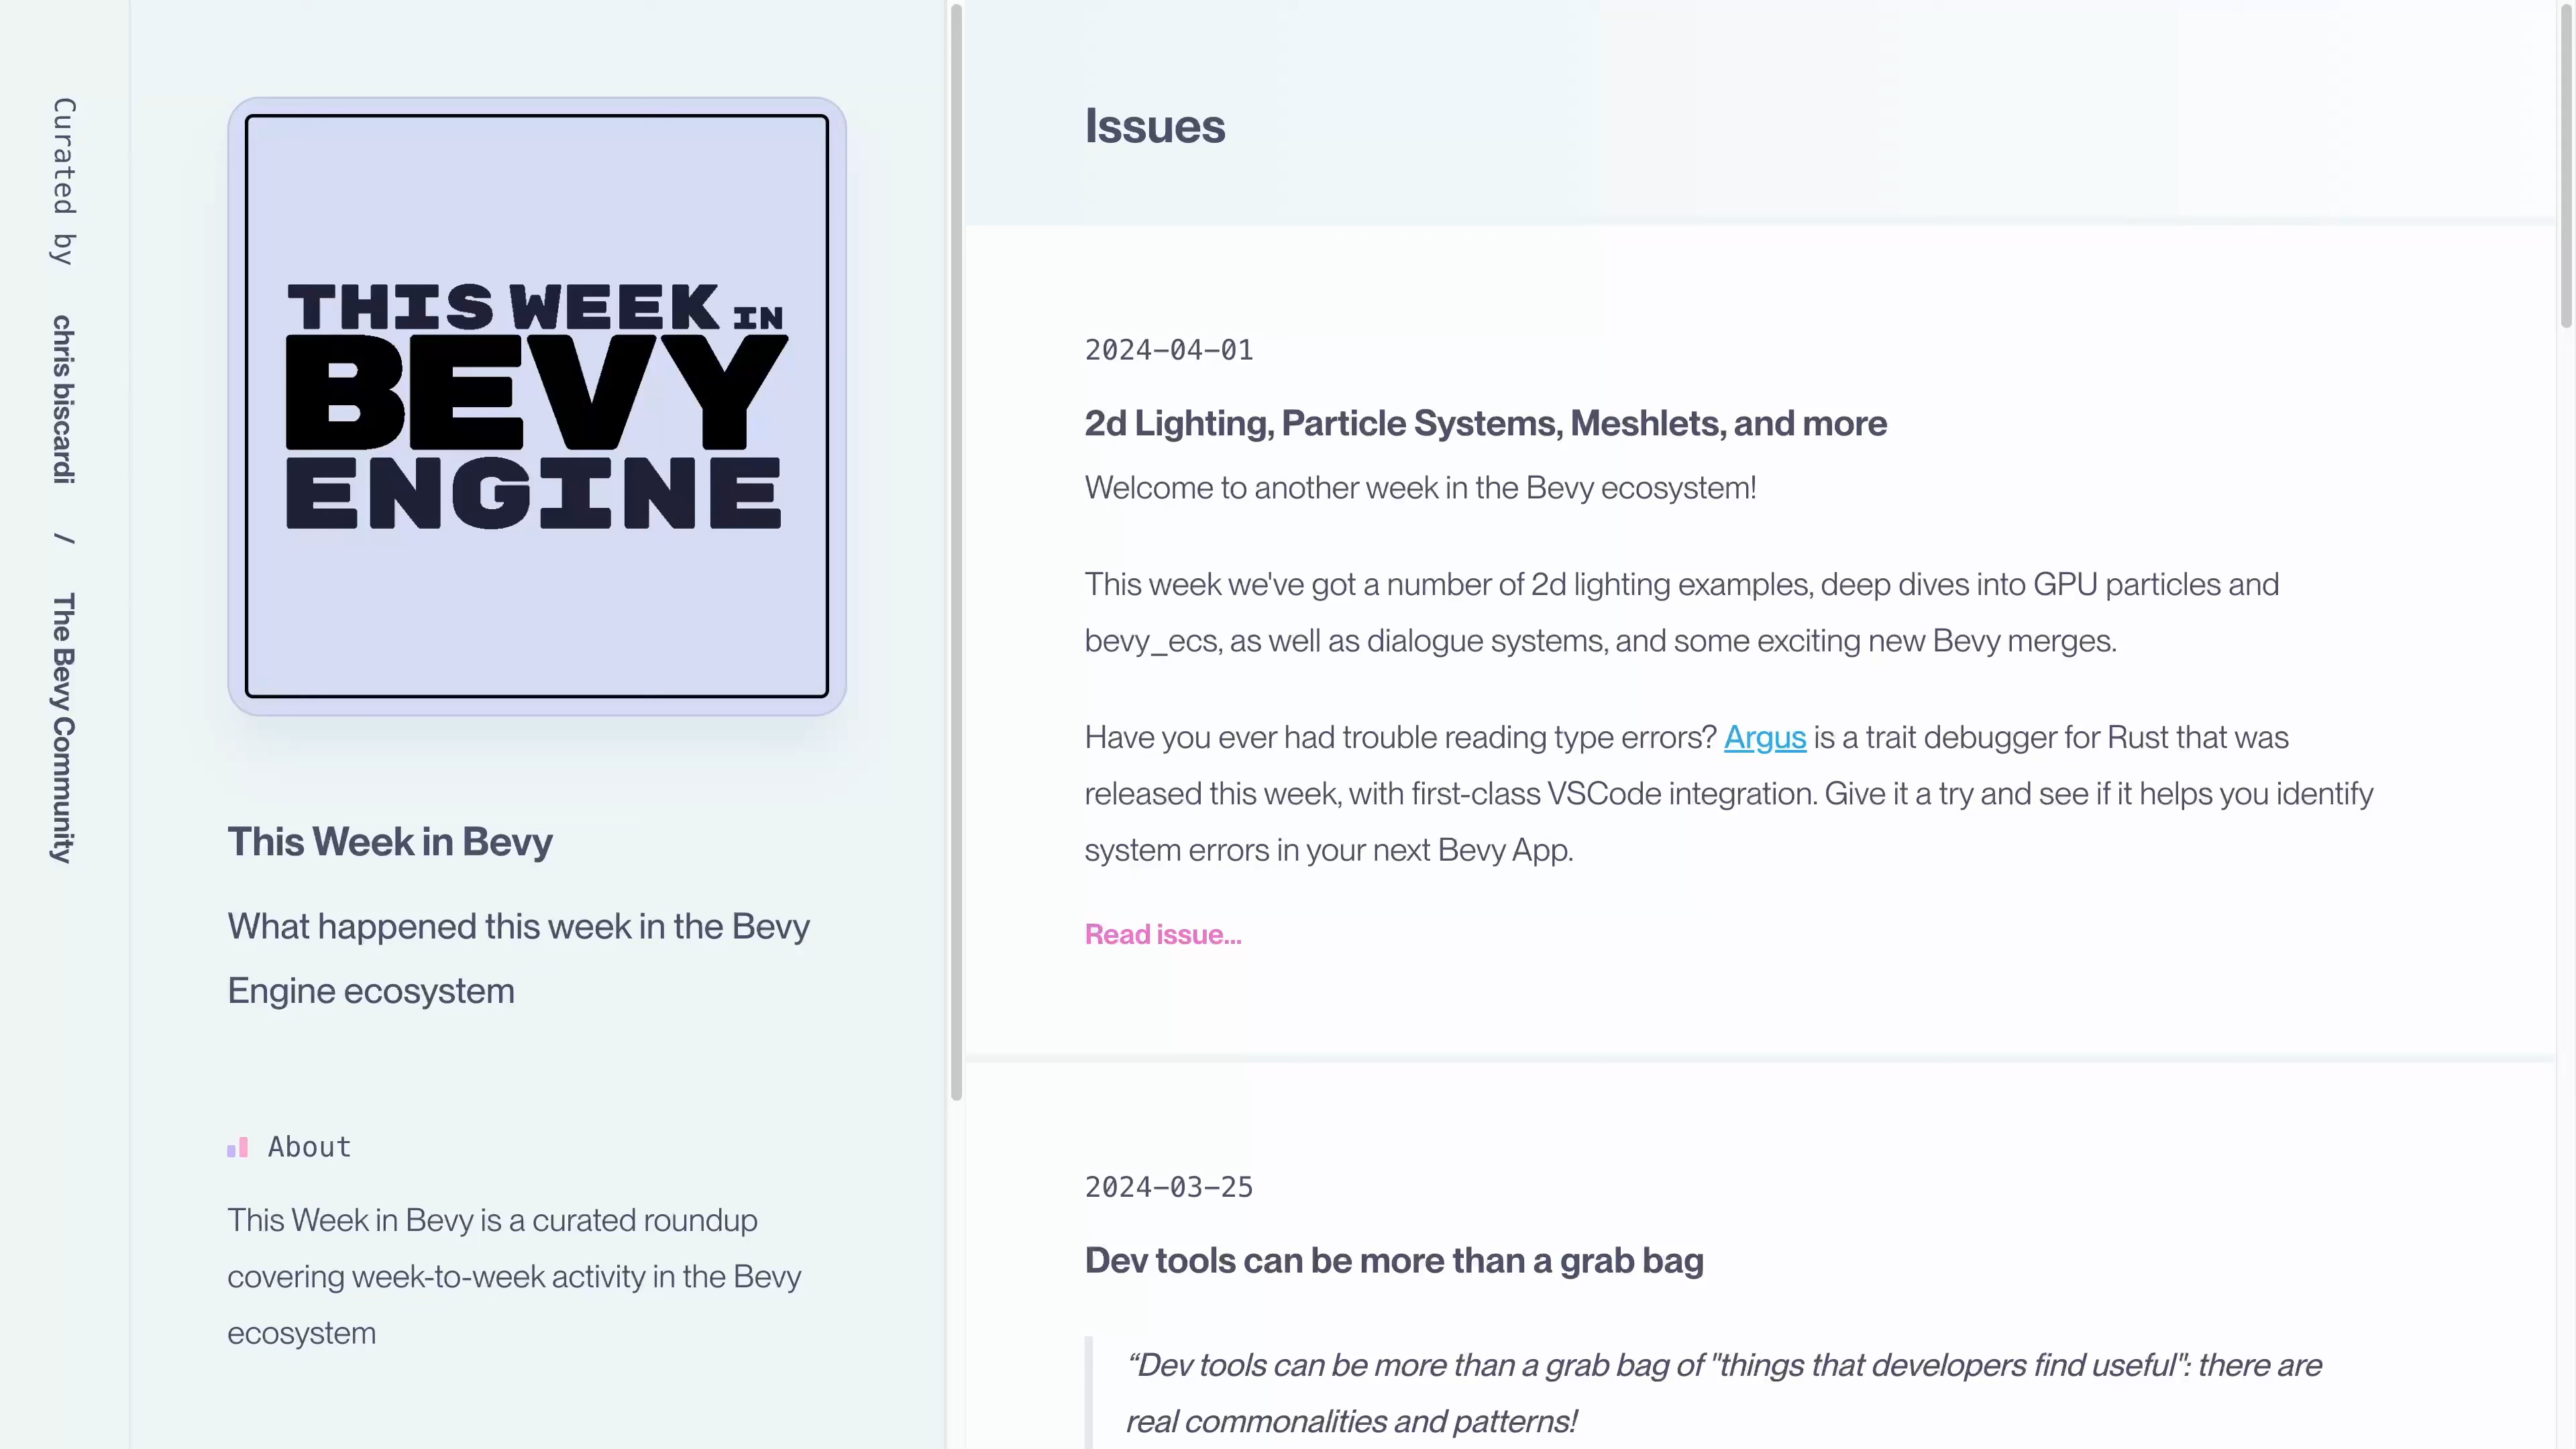 Curated by chris biscardi / The Bevy Community
THIS WEEK IN
BEVY
ENGINE
This Week in Bevy
What happened this week in the Bevy
Engine ecosystem
About
This Week in Bevy is a curated roundup
covering week-to-week activity in the Bevy
ecosystem
Issues
2024-04-01
2d Lighting, Particle Systems, Meshlets, and more
Welcome to another week in the Bevy ecosystem!
This week we've got a number of 2d lighting examples, deep dives into GPU particles and
bevy_ecs, as well as dialogue systems, and some exciting new Bevy merges.
Have you ever had trouble reading type errors? Argus is a trait debugger for Rust that was
released this week, with first-class VSCode integration. Give it a try and see if it helps you identify
system errors in your next Bevy App.
Read issue...
2024-03-25
Dev tools can be more than a grab bag
“Dev tools can be more than a grab bag of "things that developers find useful": there are
real commonalities and patterns!